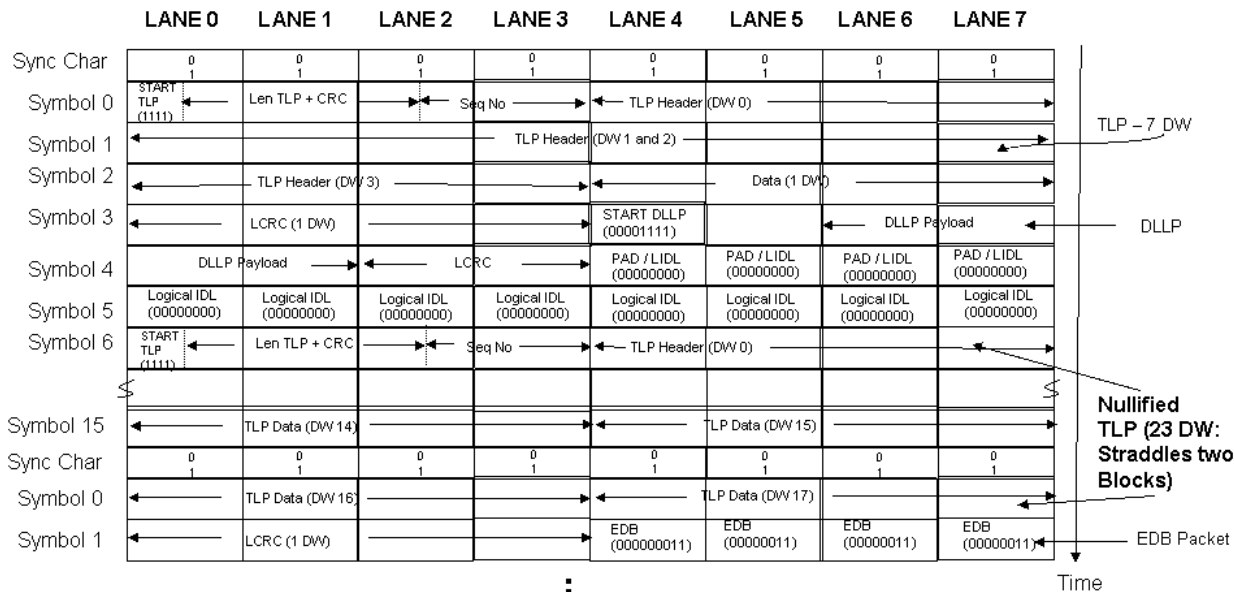 LANE 0 LANE 1 LANE 2 LANE 3 LANE 4 LANE 5 LANE 6 LANE 7
Sync Char 0 1 0 1 0 1 0 1 0 1 0 1 0 1 0 1
Symbol 0 START TLP (1111) Len TLP + CRC Seq No TLP Header (DW 0)
Symbol 1 TLP Header (DW 1 and 2)
TLP – 7 DW
Symbol 2 TLP Header (DW 3) Data (1 DW)
Symbol 3 LCRC (1 DW) START DLLP (00001111) DLLP Payload
DLLP
Symbol 4 DLLP Payload LCRC PAD / LIDL (00000000) PAD / LIDL (00000000) PAD / LIDL (00000000) PAD / LIDL (00000000)
Symbol 5 Logical IDL (00000000) Logical IDL (00000000) Logical IDL (00000000) Logical IDL (00000000) Logical IDL (00000000) Logical IDL (00000000) Logical IDL (00000000) Logical IDL (00000000)
Symbol 6 START TLP (1111) Len TLP + CRC Seq No TLP Header (DW 0)
Nullified
TLP (23 DW:
Straddles two
Blocks)
Symbol 15 TLP Data (DW 14) TLP Data (DW 15)
Sync Char 0 1 0 1 0 1 0 1 0 1 0 1 0 1 0 1
Symbol 0 TLP Data (DW 16) TLP Data (DW 17)
Symbol 1 LCRC (1 DW) EDB (000000011) EDB (00000011) EDB (00000011) EDB (00000011)
EDB Packet
:
Time